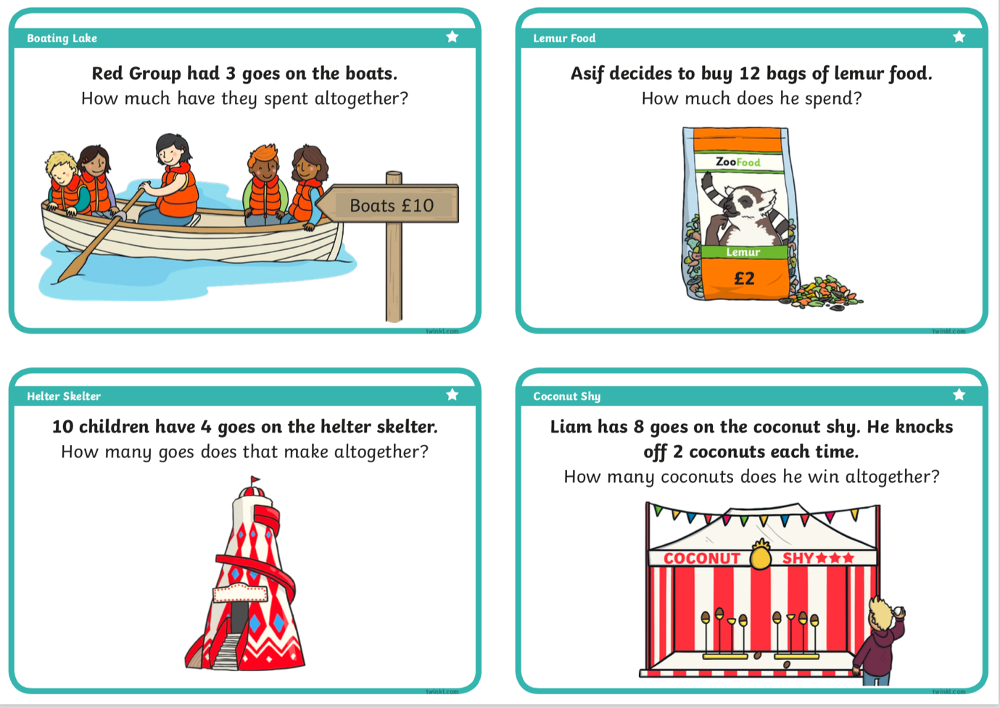 Boating Lake
Red Group had 3 goes on the boats.
How much have they spent altogether?
Boats £10
twinkl.com
Lemur Food
Asif decides to buy 12 bags of lemur food.
How much does he spend?
ZooFood
Lemur
£2
twinkl.com
Helter Skelter
10 children have 4 goes on the helter skelter.
How many goes does that make altogether?
twinkl.com
Coconut Shy
Liam has 8 goes on the coconut shy. He knocks
off 2 coconuts each time.
How many coconuts does he win altogether?
COCONUT SHY
twinkl.com